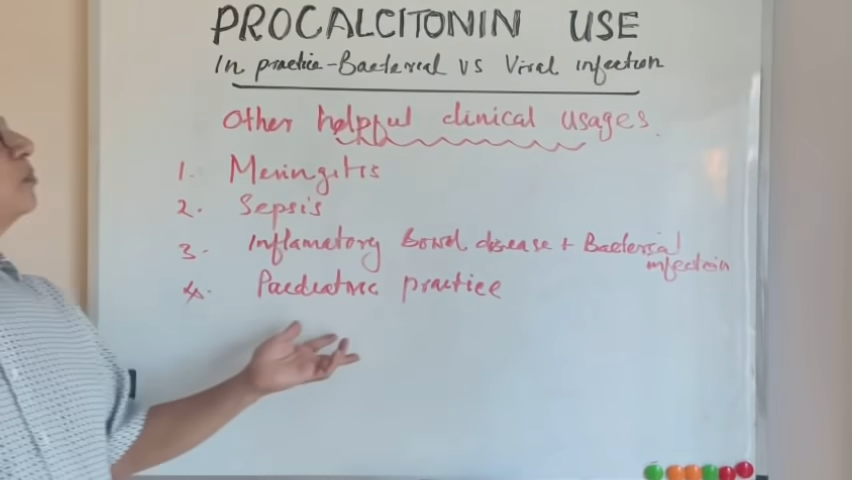 PROCALCITONIN USE
In practice-Bacterial vs Viral infection
Other helpful clinical usages.
1. Meningitis
2. Sepsis
3. Inflamatory Bowel disease + Bacterial infection
4. Paediatric practice